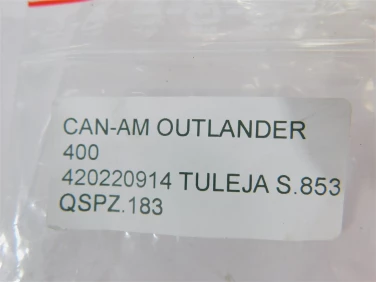 CAN-AM OUTLANDER
400
420220914 TULEJA S.853
QSPZ.183